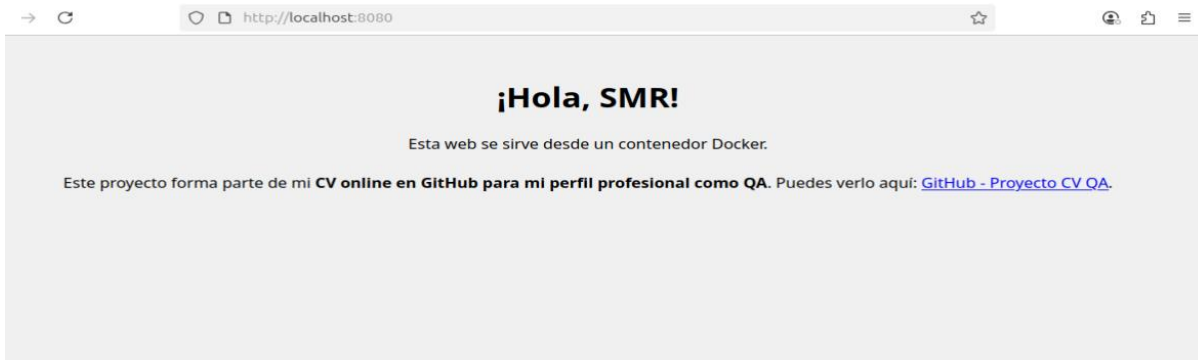 http://localhost:8080
¡Hola, SMR!
Esta web se sirve desde un contenedor Docker.
Este proyecto forma parte de mi CV online en GitHub para mi perfil profesional como QA. Puedes verlo aquí: GitHub - Proyecto CV QA.